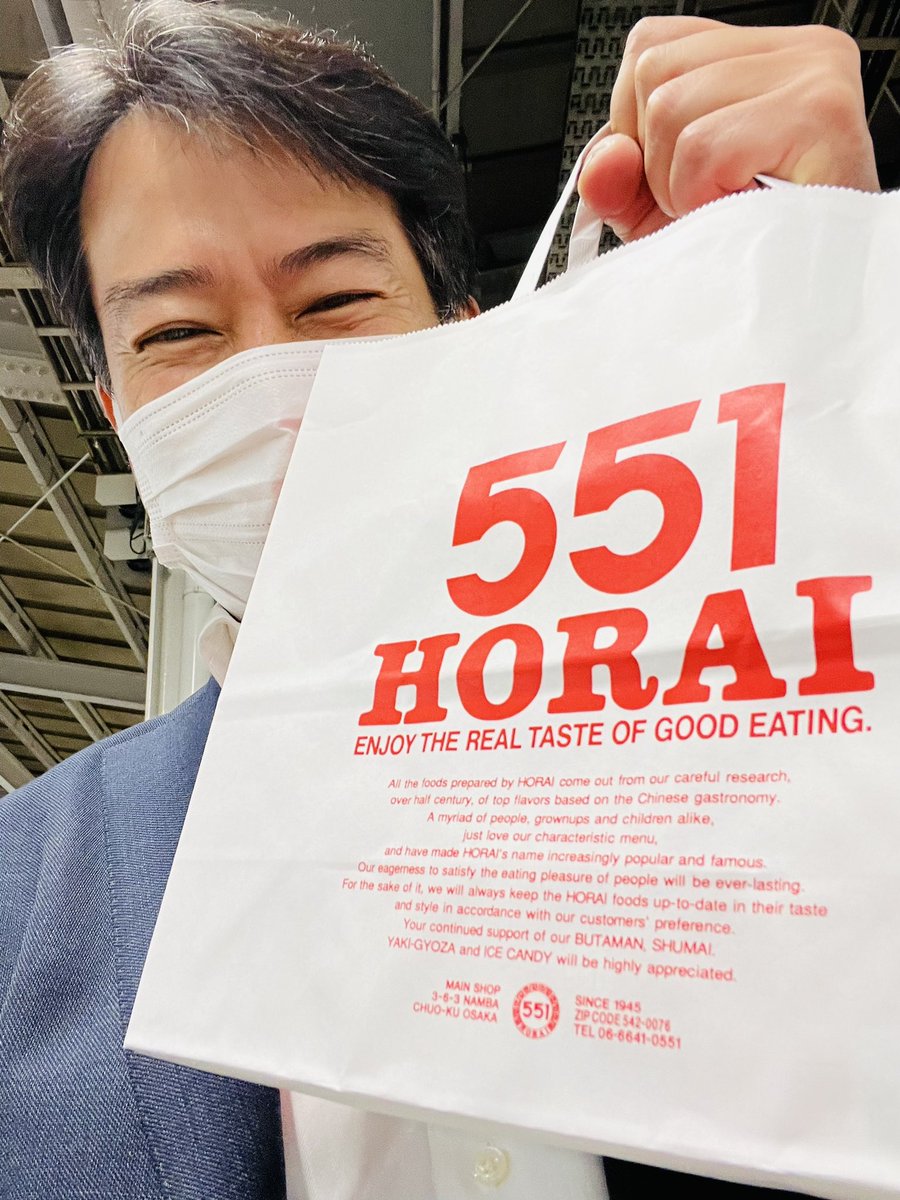 551
HORAI
ENJOY THE REAL TASTE OF GOOD EATING.
All the foods prepared by HORAI come out from our careful research,
over half century, of top flavors based on the Chinese gastronomy.
A myriad of people, grownups and children alike,
just love our characteristic menu,
and have made HORAI's name increasingly popular and famous.
Our eagerness to satisfy the eating pleasure of people will be ever-lasting.
For the sake of it, we will always keep the HORAI foods up-to-date in their taste
and style in accordance with our customers' preference.
Your continued support of our BUTAMAN, SHUMAI,
YAKI-GYOZA and ICE CANDY will be highly appreciated.
MAIN SHOP
3-6-3 NAMBA
CHUO-KU OSAKA
551
HORAI
SINCE 1945
ZIP CODE 542-0076
TEL 06-6641-0551